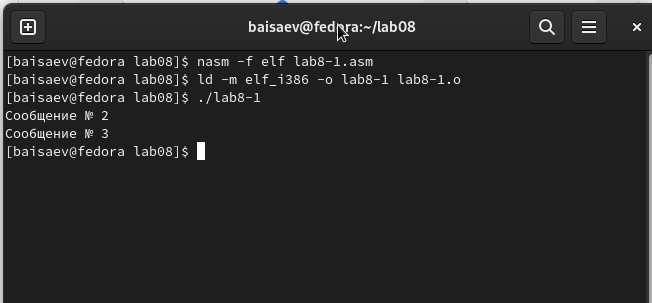 baisaev@fedora:~/lab08
[baisaev@fedora lab08]$ nasm -f elf lab8-1.asm
[baisaev@fedora lab08]$ ld -m elf_i386 -o lab8-1 lab8-1.o
[baisaev@fedora lab08]$ ./lab8-1
Сообщение № 2
Сообщение № 3
[baisaev@fedora lab08]$